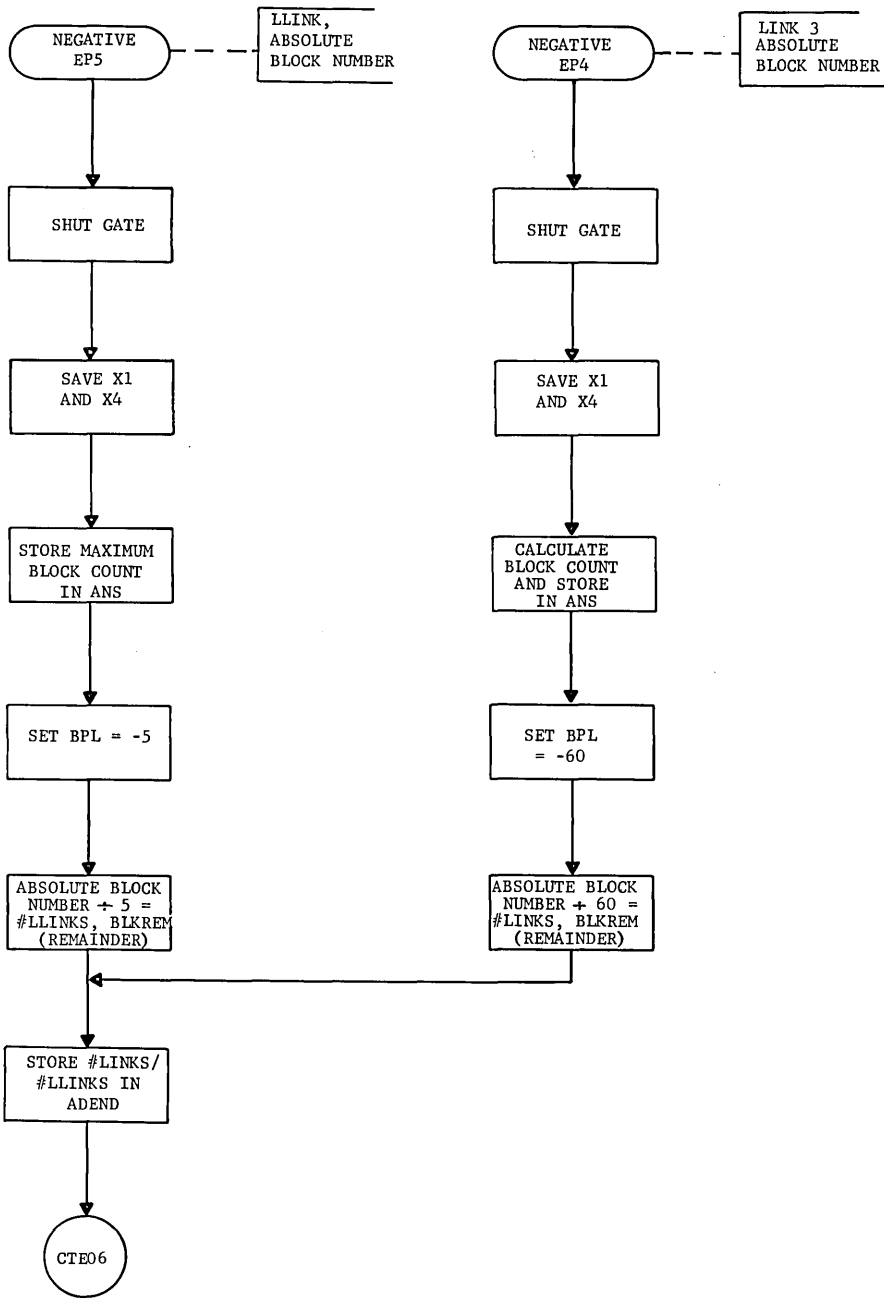 NEGATIVE
EP5
LLINK,
ABSOLUTE
BLOCK NUMBER
SHUT GATE
SAVE X1
AND X4
STORE MAXIMUM
BLOCK COUNT
IN ANS
SET BPL = -5
ABSOLUTE BLOCK
NUMBER ÷ 5 =
#LLINKS, BLKREM
(REMAINDER)
STORE #LINKS/
#LLINKS IN
ADEND
CTE06
NEGATIVE
EP4
LINK 3
ABSOLUTE
BLOCK NUMBER
SHUT GATE
SAVE X1
AND X4
CALCULATE
BLOCK COUNT
AND STORE
IN ANS
SET BPL
= -60
ABSOLUTE BLOCK
NUMBER ÷ 60 =
#LINKS, BLKREM
(REMAINDER)